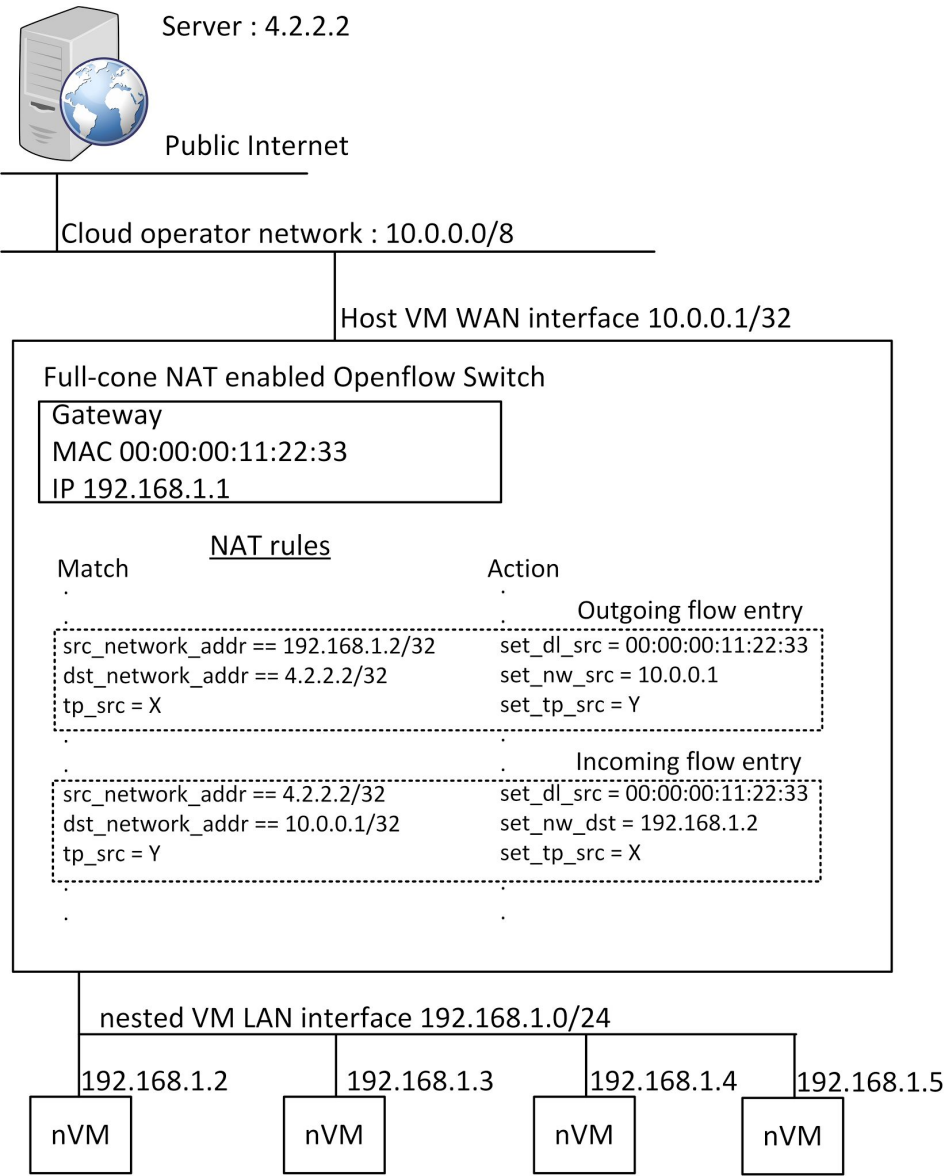 Server : 4.2.2.2
Public Internet
Cloud operator network : 10.0.0.0/8
Host VM WAN interface 10.0.0.1/32
Full-cone NAT enabled Openflow Switch
Gateway
MAC 00:00:00:11:22:33
IP 192.168.1.1
NAT rules
Match Action
. .
. . Outgoing flow entry
src_network_addr == 192.168.1.2/32 set_dl_src = 00:00:00:11:22:33
dst_network_addr == 4.2.2.2/32 set_nw_src = 10.0.0.1
tp_src = X set_tp_src = Y
. .
. . Incoming flow entry
src_network_addr == 4.2.2.2/32 set_dl_src = 00:00:00:11:22:33
dst_network_addr == 10.0.0.1/32 set_nw_dst = 192.168.1.2
tp_src = Y set_tp_src = X
. .
. .
nested VM LAN interface 192.168.1.0/24
192.168.1.2 192.168.1.3 192.168.1.4 192.168.1.5
nVM nVM nVM nVM